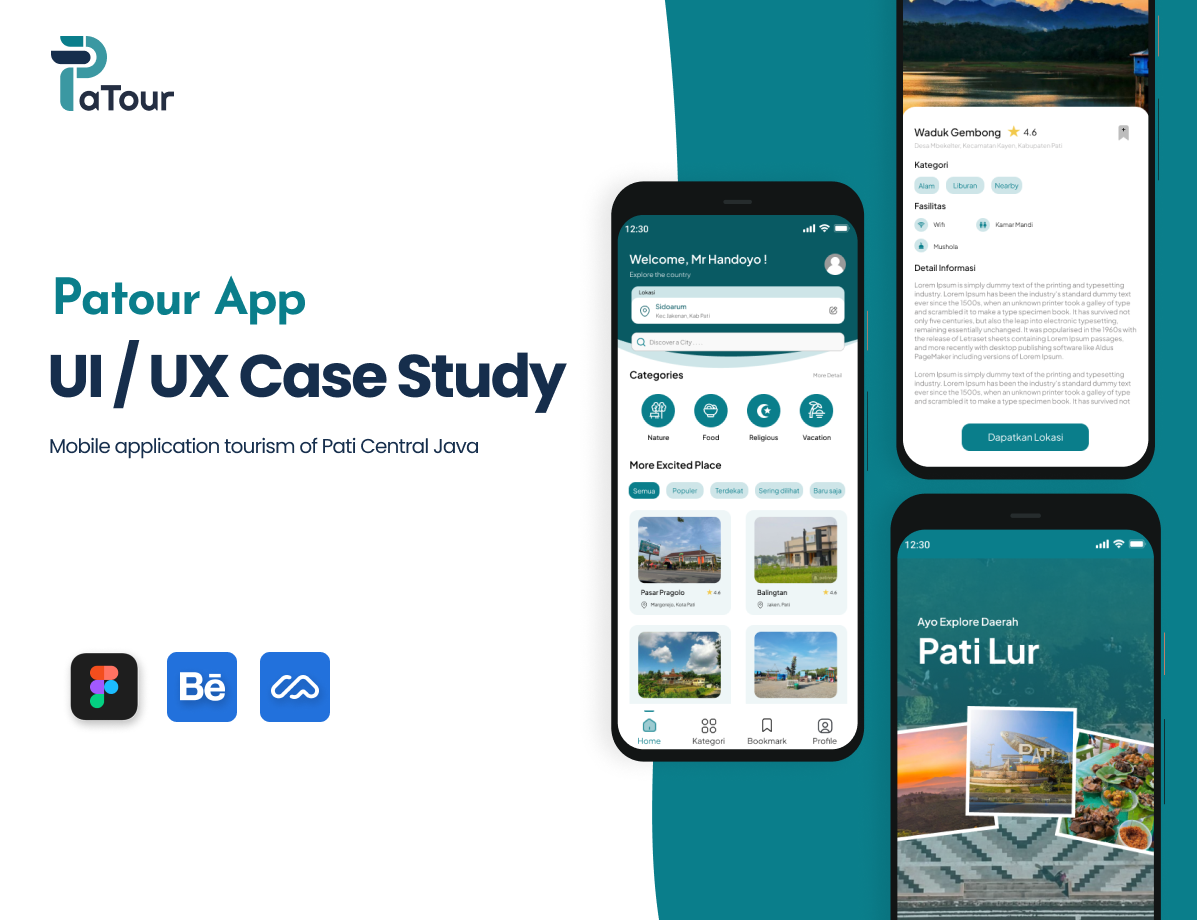 PaTour
Patour App
UI / UX Case Study
Mobile application tourism of Pati Central Java
Bē
12:30
Welcome, Mr Handoyo !
Explore the country
Lokasi
Sidoarum
Kec, Kab Pati
Discover a City . . . .
Categories
More Detail
Nature
Food
Religious
Vacation
More Excited Place
Semua
Populer
Terdekat
Sering dilihat
Baru saja
Pasar Pragolo
4.6
Margorejo, Kota Pati
Balingtan
4.6
Jaken, Pati
Home
Kategori
Bookmark
Profile
Waduk Gembong
4.6
Desa Mbekelter, Kecamatan Kayen, Kabupaten Pati
Kategori
Alam
Liburan
Nearby
Fasilitas
Wifi
Kamar Mandi
Mushola
Detail Informasi
Lorem Ipsum is simply dummy text of the printing and typesetting
industry. Lorem Ipsum has been the industry's standard dummy text
ever since the 1500s, when an unknown printer took a galley of type
and scrambled it to make a type specimen book. It has survived not
only five centuries, but also the leap into electronic typesetting,
remaining essentially unchanged. It was popularised in the 1960s with
the release of Letraset sheets containing Lorem Ipsum passages,
and more recently with desktop publishing software like Aldus
PageMaker including versions of Lorem Ipsum.
Lorem Ipsum is simply dummy text of the printing and typesetting
industry. Lorem Ipsum has been the industry's standard dummy text
ever since the 1500s, when an unknown printer took a galley of type
and scrambled it to make a type specimen book. It has survived not
Dapatkan Lokasi
12:30
Ayo Explore Daerah
Pati Lur
PATI